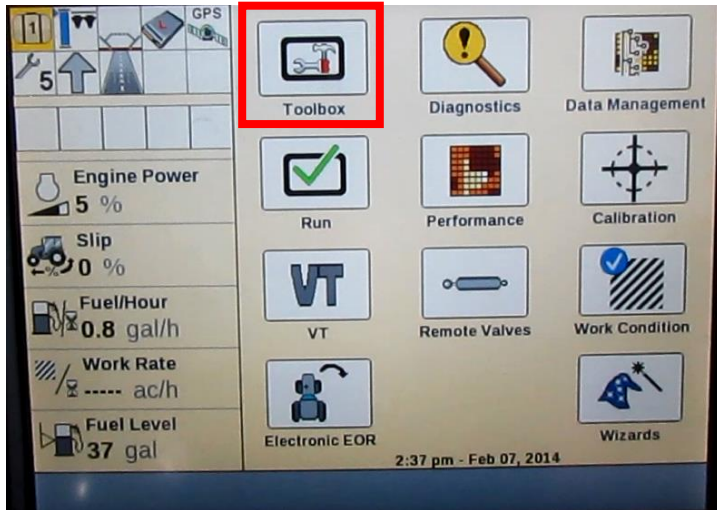 1
L
GPS
5
Toolbox
Diagnostics
Data Management
Engine Power
5 %
Run
Performance
Calibration
Slip
% 0 %
VT
Fuel/Hour
0.8 gal/h
VT
Remote Valves
Work Condition
Work Rate
----- ac/h
Fuel Level
37 gal
Electronic EOR
Wizards
2:37 pm - Feb 07, 2014